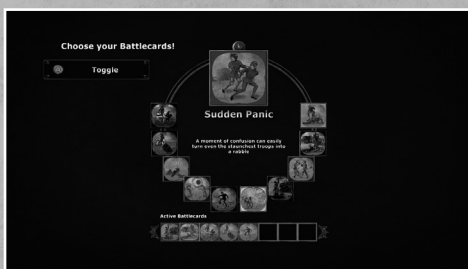 Choose your Battlecards!
Toggle
Sudden Panic
A moment of confusion can easily
turn even the staunchest troops into
a rabble
Active Battlecards